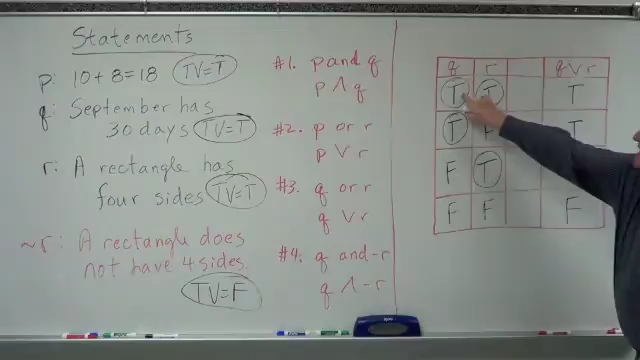 Statements
p: 10+8=18 TV=T
q: September has
30 days TV=T
r: A rectangle has
four sides TV=T
~r: A rectangle does
not have 4 sides.
TV=F
#1. p and q
p ∧ q
#2. p or r
p ∨ r
#3. q or r
q ∨ r
#4. q and ~r
q ∧ ~r
q r q∨r
T T T
T F T
F T
F F F